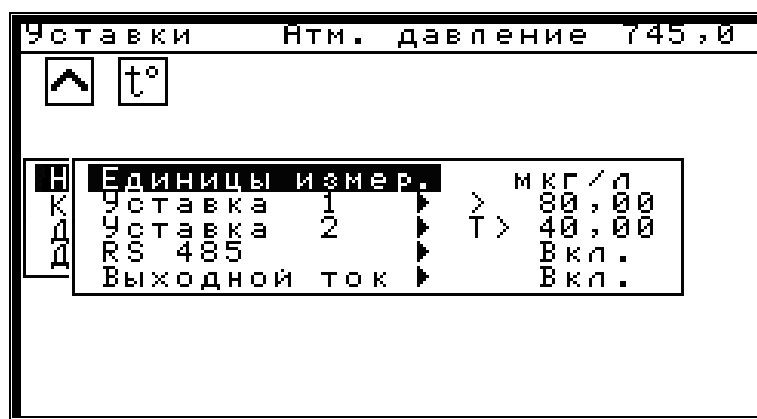 Уставки Атм. давление 745,0
t°
Н Единицы измер. мкг/л
К Уставка 1 > 80,00
Д Уставка 2 T> 40,00
Д RS 485 Вкл.
Выходной ток Вкл.